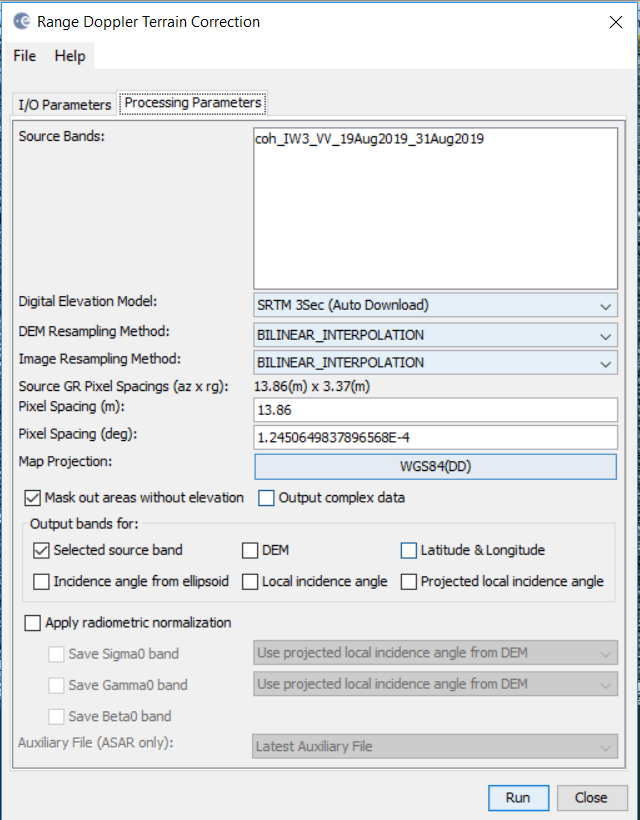 Range Doppler Terrain Correction
File Help
I/O Parameters Processing Parameters
Source Bands: coh_IW3_VV_19Aug2019_31Aug2019
Digital Elevation Model: SRTM 3Sec (Auto Download)
DEM Resampling Method: BILINEAR_INTERPOLATION
Image Resampling Method: BILINEAR_INTERPOLATION
Source GR Pixel Spacings (az x rg): 13.86(m) x 3.37(m)
Pixel Spacing (m): 13.86
Pixel Spacing (deg): 1.2450649837896568E-4
Map Projection: WGS84(DD)
Mask out areas without elevation Output complex data
Output bands for:
Selected source band DEM Latitude & Longitude
Incidence angle from ellipsoid Local incidence angle Projected local incidence angle
Apply radiometric normalization
Save Sigma0 band Use projected local incidence angle from DEM
Save Gamma0 band Use projected local incidence angle from DEM
Save Beta0 band
Auxiliary File (ASAR only): Latest Auxiliary File
Run Close